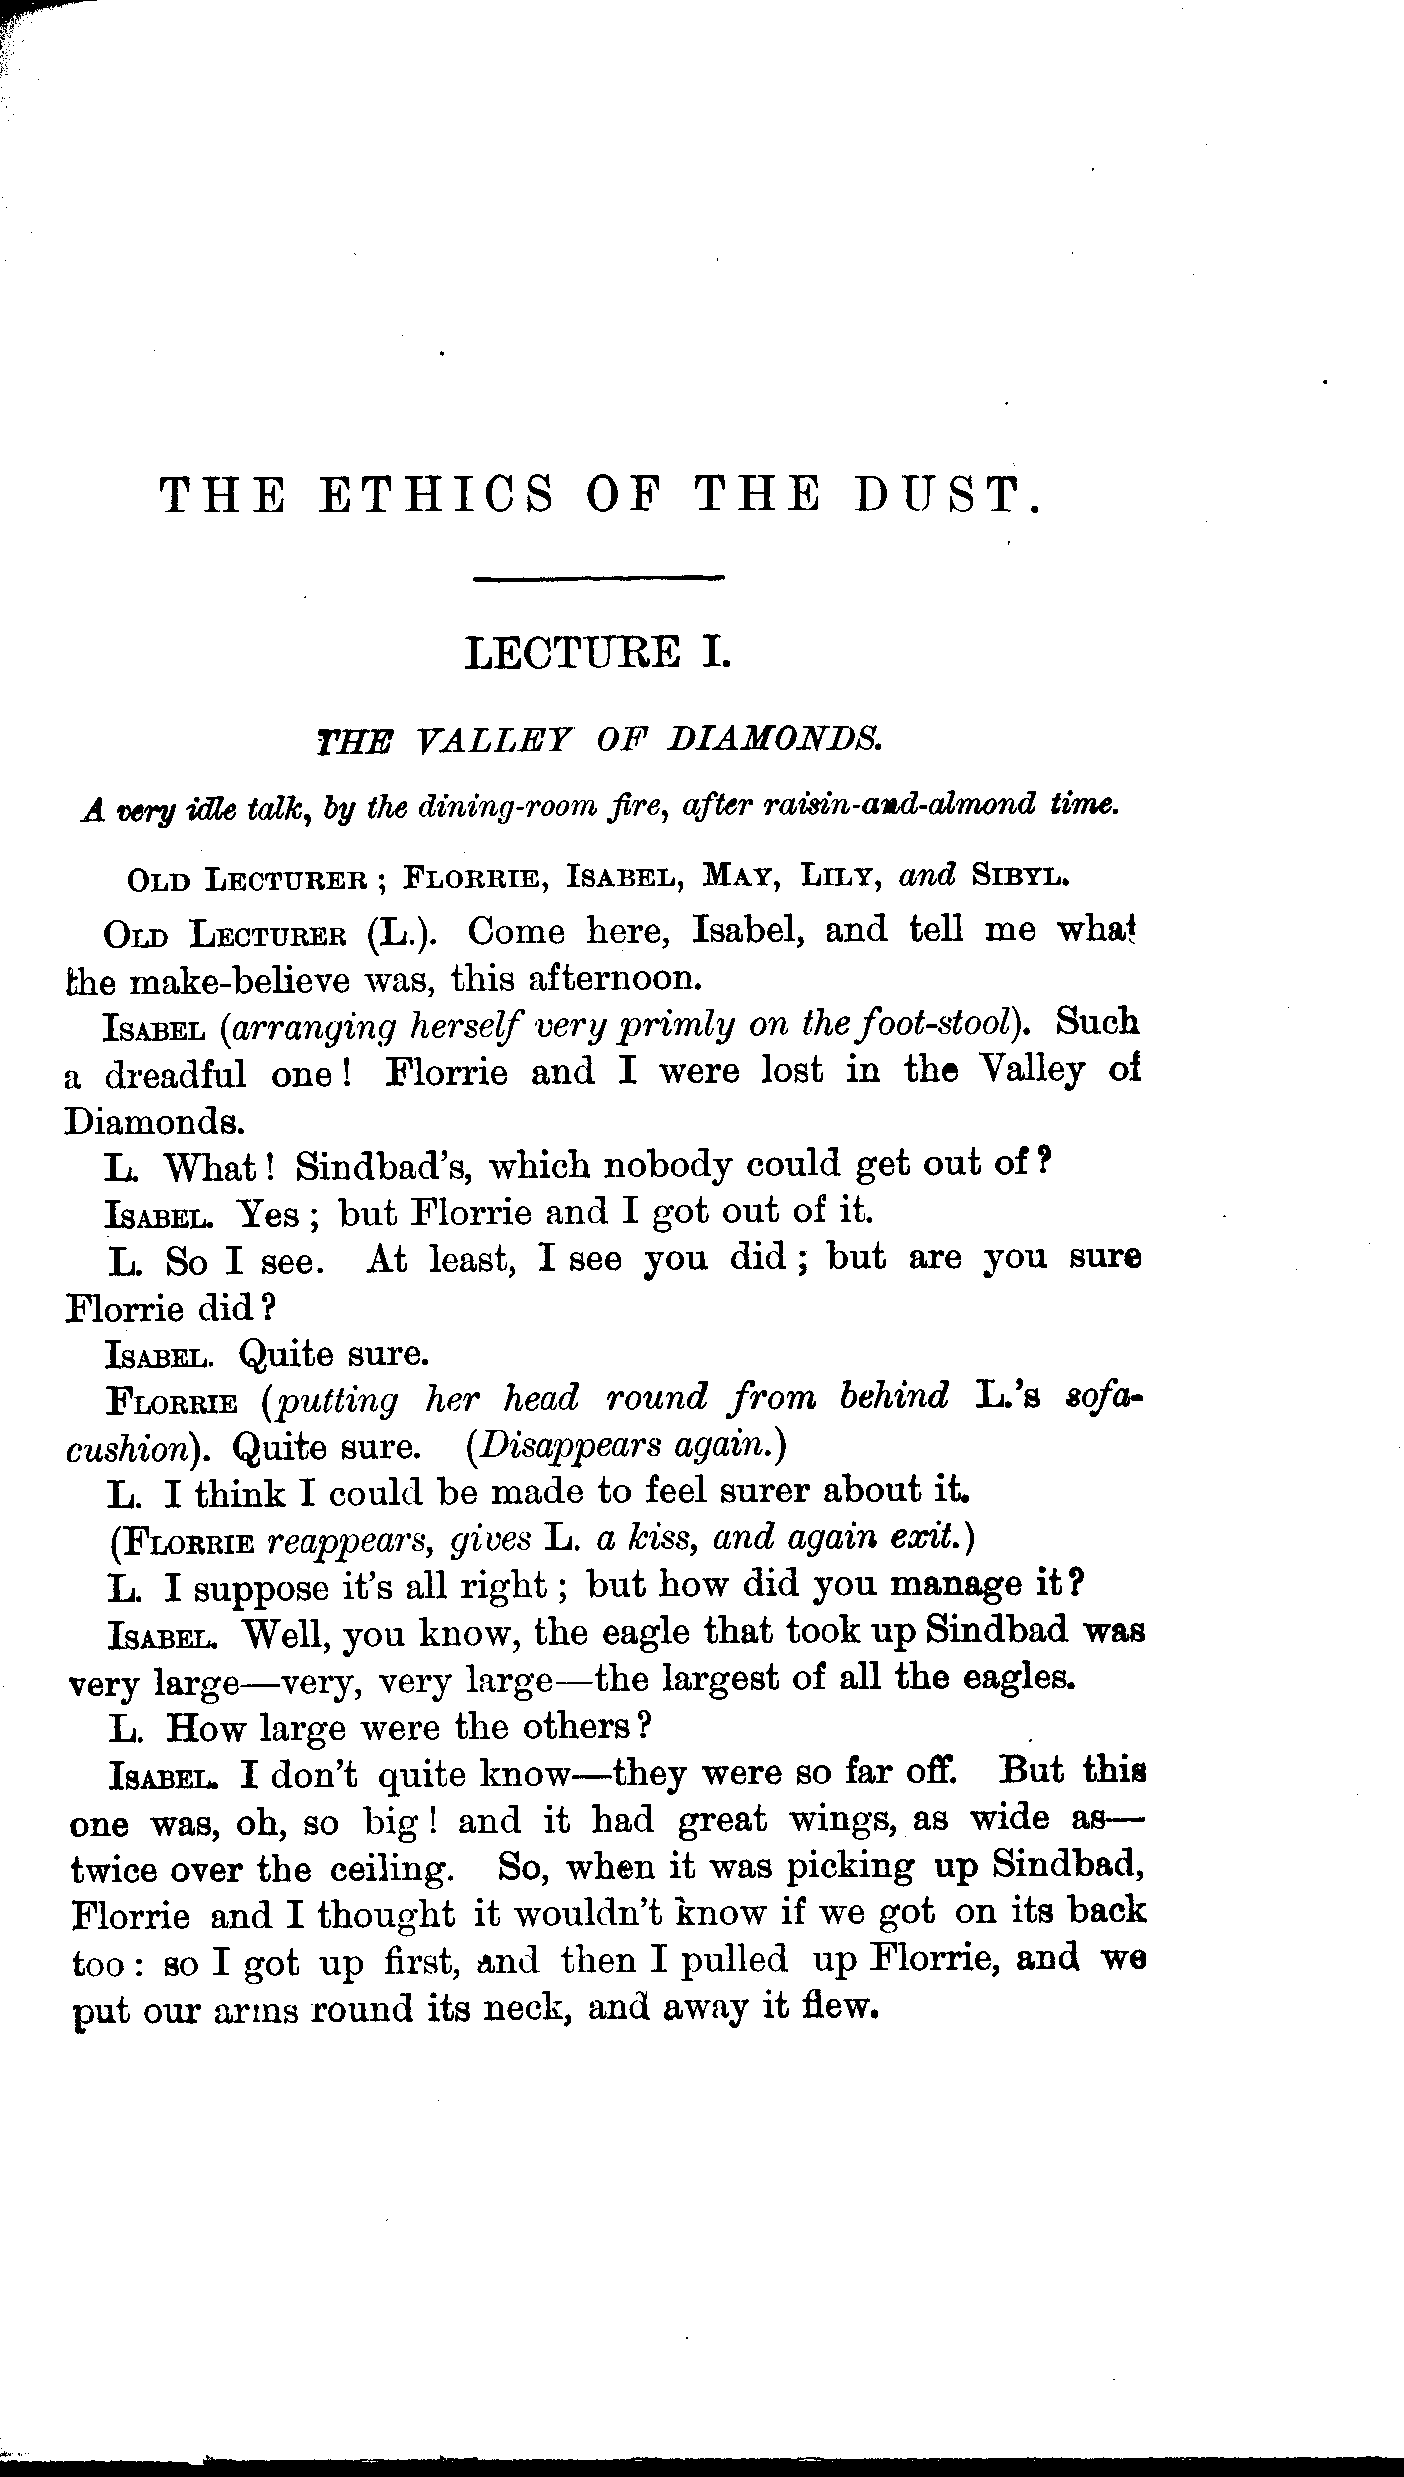 THE ETHICS OF THE DUST.
LECTURE I.
THE VALLEY OF DIAMONDS.
A very idle talk, by the dining-room fire, after raisin-and-almond time.
OLD LECTURER; FLORRIE, ISABEL, MAY, LILY, and SIBYL.
OLD LECTURER (L.). Come here, Isabel, and tell me what
the make-believe was, this afternoon.
ISABEL (arranging herself very primly on the foot-stool). Such
a dreadful one! Florrie and I were lost in the Valley of
Diamonds.
L. What! Sindbad's, which nobody could get out of?
ISABEL. Yes; but Florrie and I got out of it.
L. So I see. At least, I see you did; but are you sure
Florrie did?
ISABEL. Quite sure.
FLORRIE (putting her head round from behind L.'s sofa-
cushion). Quite sure. (Disappears again.)
L. I think I could be made to feel surer about it.
(FLORRIE reappears, gives L. a kiss, and again exit.)
L. I suppose it's all right; but how did you manage it?
ISABEL. Well, you know, the eagle that took up Sindbad was
very large—very, very large—the largest of all the eagles.
L. How large were the others?
ISABEL. I don't quite know—they were so far off. But this
one was, oh, so big! and it had great wings, as wide as—
twice over the ceiling. So, when it was picking up Sindbad,
Florrie and I thought it wouldn't know if we got on its back
too: so I got up first, and then I pulled up Florrie, and we
put our arms round its neck, and away it flew.